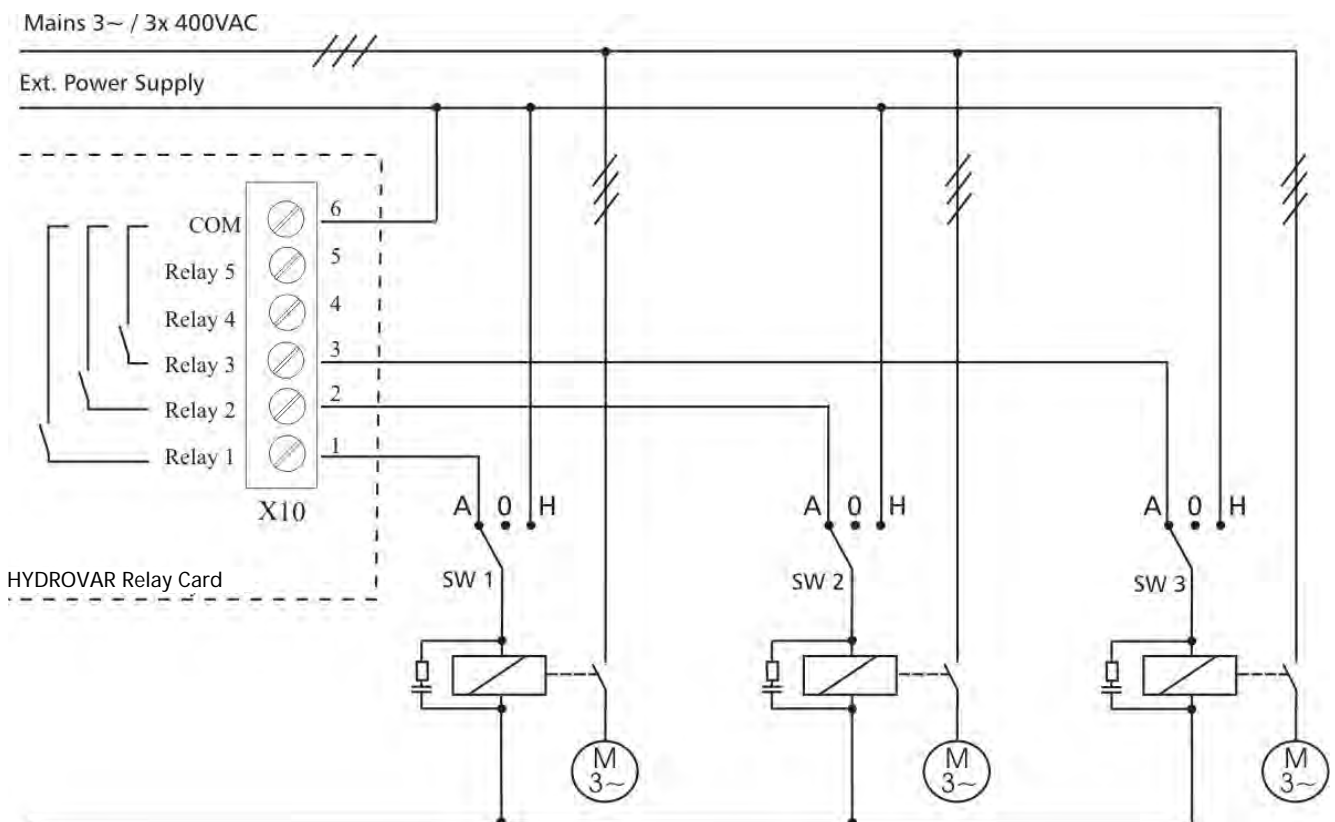 Mains 3~ / 3x 400VAC
Ext. Power Supply
COM 6
Relay 5 5
Relay 4 4
Relay 3 3
Relay 2 2
Relay 1 1
X10
HYDROVAR Relay Card
A 0 H
SW 1
A 0 H
SW 2
A 0 H
SW 3
M
3~
M
3~
M
3~